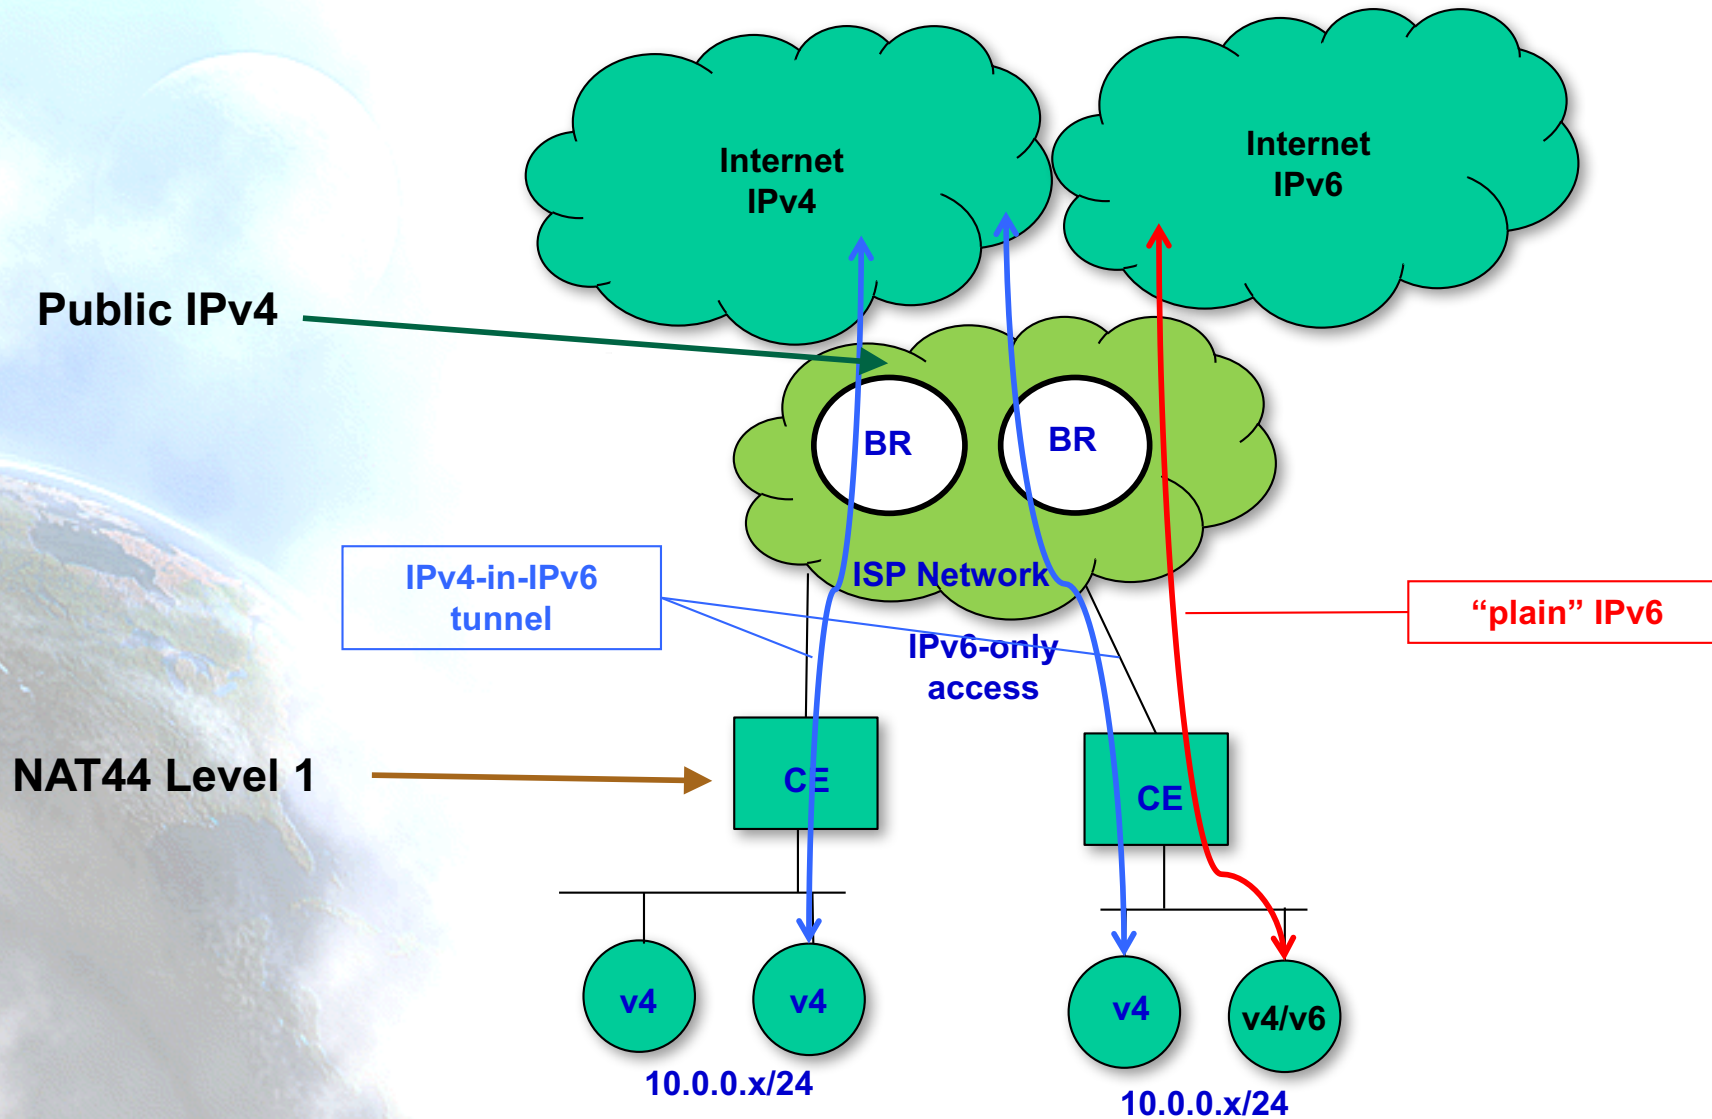 Internet
IPv4
Internet
IPv6
Public IPv4
BR
BR
IPv4-in-IPv6
tunnel
ISP Network
“plain” IPv6
IPv6-only
access
NAT44 Level 1
CE
CE
v4
v4
v4
v4/v6
10.0.0.x/24
10.0.0.x/24